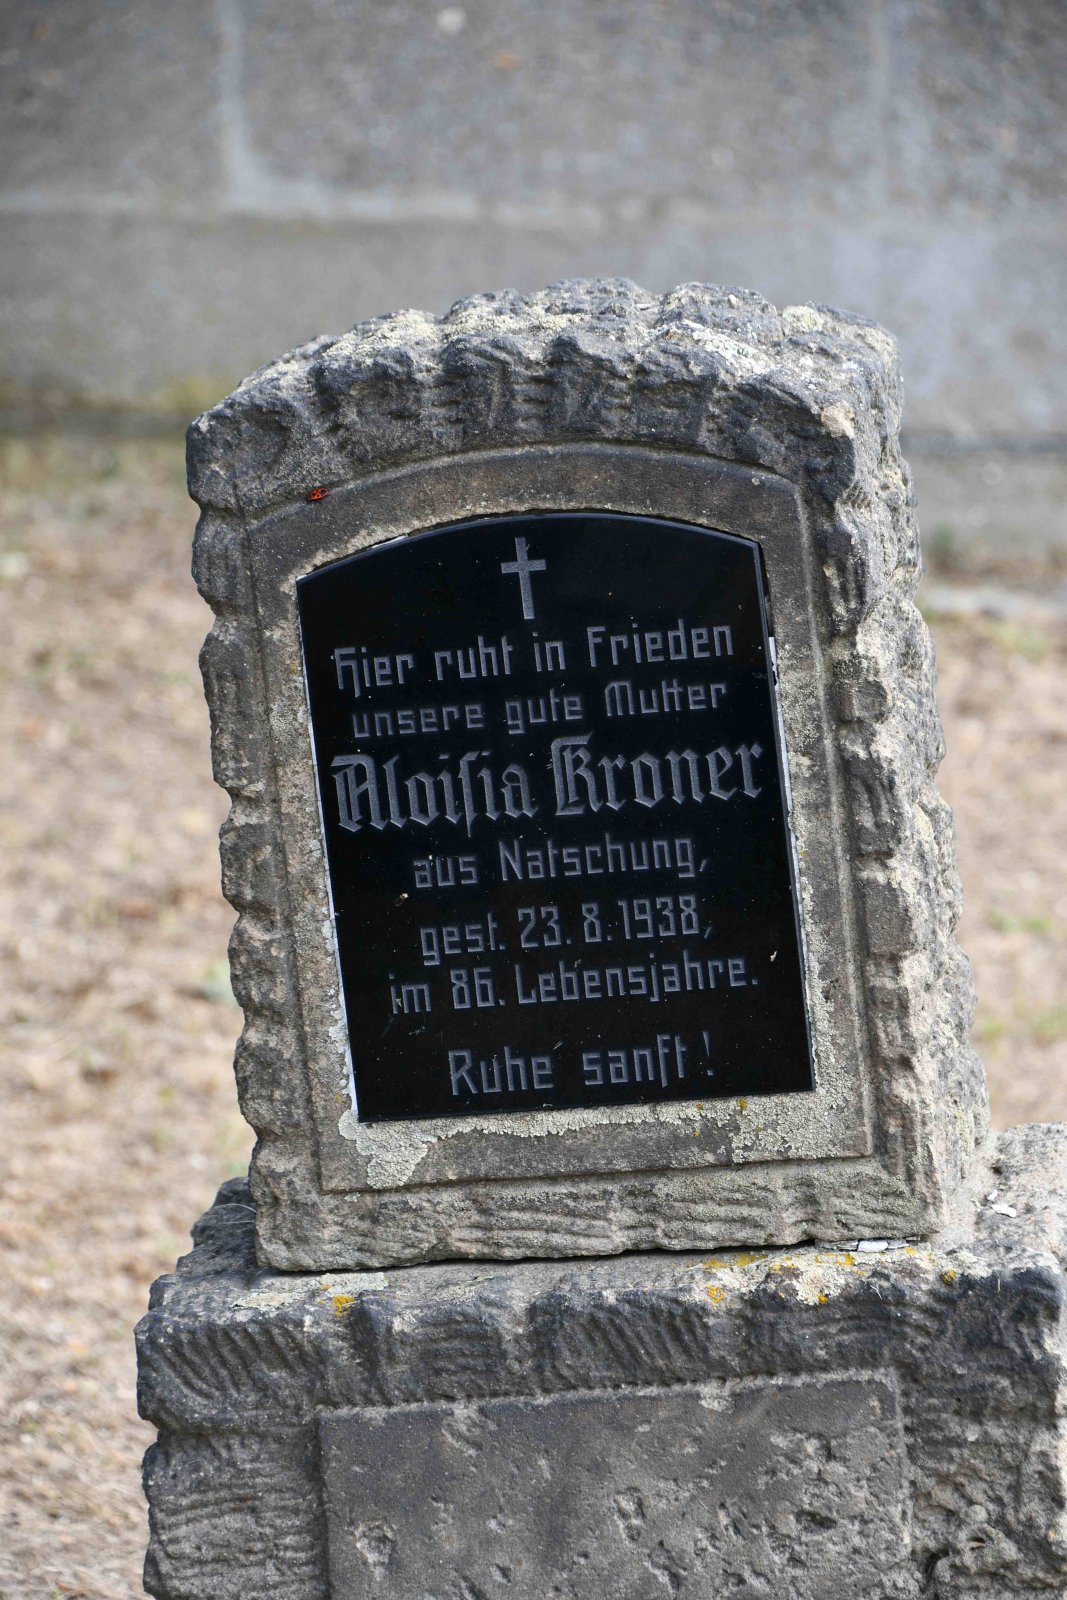 Hier ruht in Frieden
unsere gute Mutter
Aloiſia Kroner
aus Natschung,
gest. 23. 8. 1938,
im 86. Lebensjahre.
Ruhe sanft!